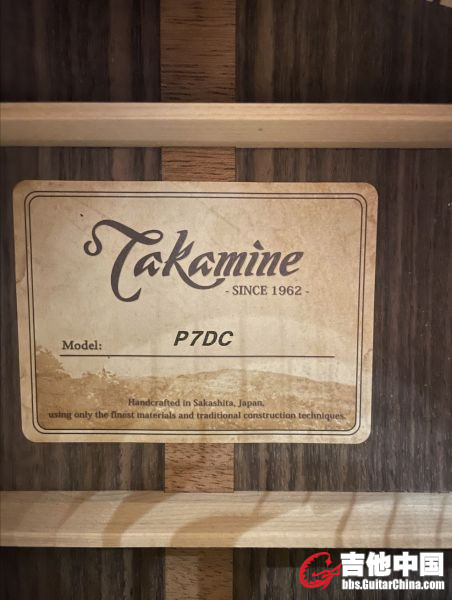 Takamine
- SINCE 1962 -
Model: P7DC
Handcrafted in Sakashita, Japan,
using only the finest materials and traditional construction techniques.
吉他中国
bbs.GuitarChina.com